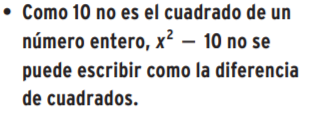 • Como 10 no es el cuadrado de un
número entero, x² − 10 no se
puede escribir como la diferencia
de cuadrados.